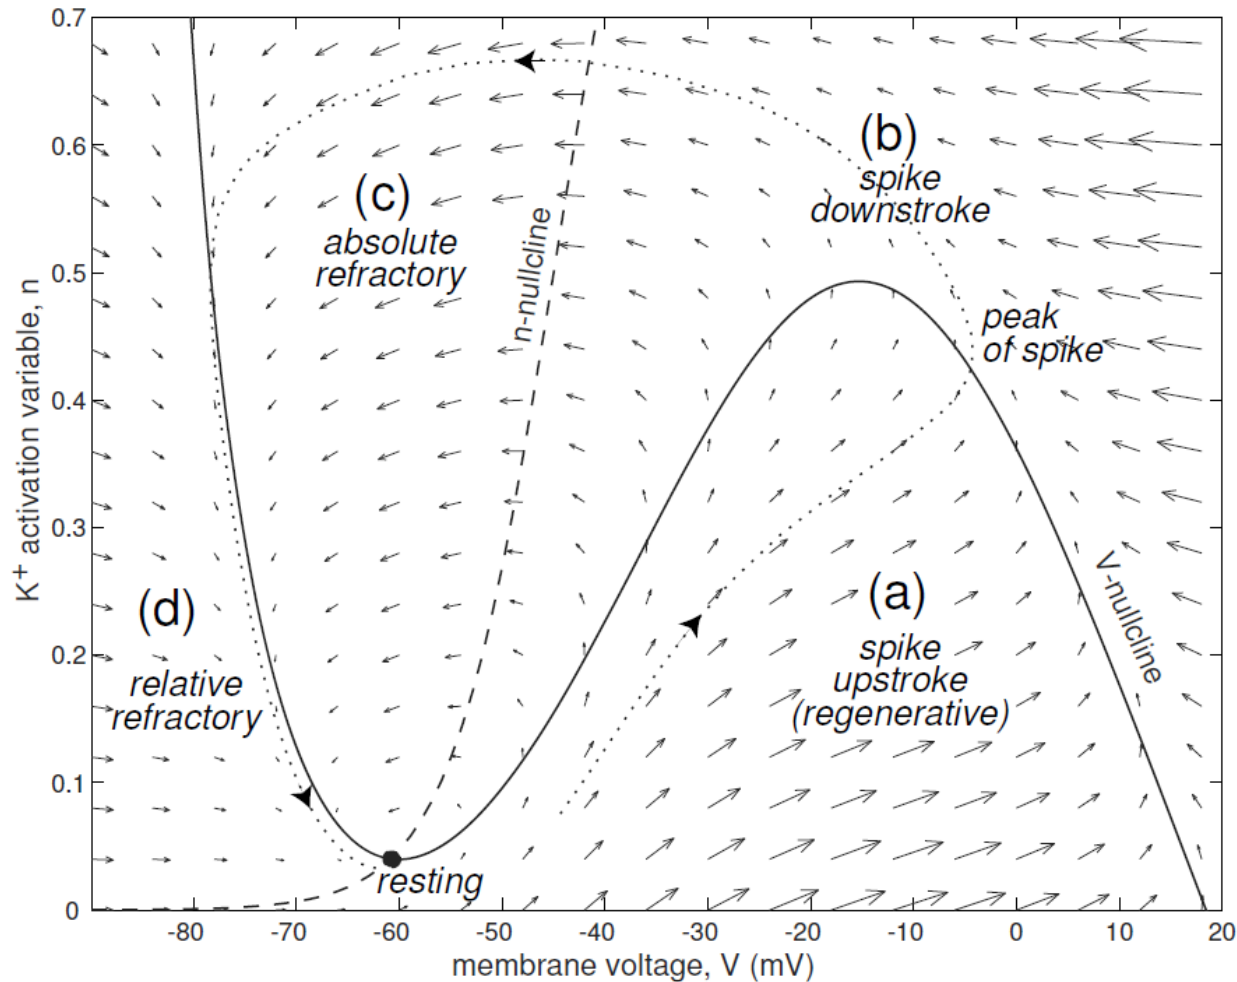 0.7
0.6
0.5
0.4
0.3
0.2
0.1
0
K+ activation variable, n
(b)
spike
downstroke
(c)
absolute
refractory
n-nullcline
peak
of spike
(a)
spike
upstroke
(regenerative)
V-nullcline
(d)
relative
refractory
resting
-80 -70 -60 -50 -40 -30 -20 -10 0 10 20
membrane voltage, V (mV)